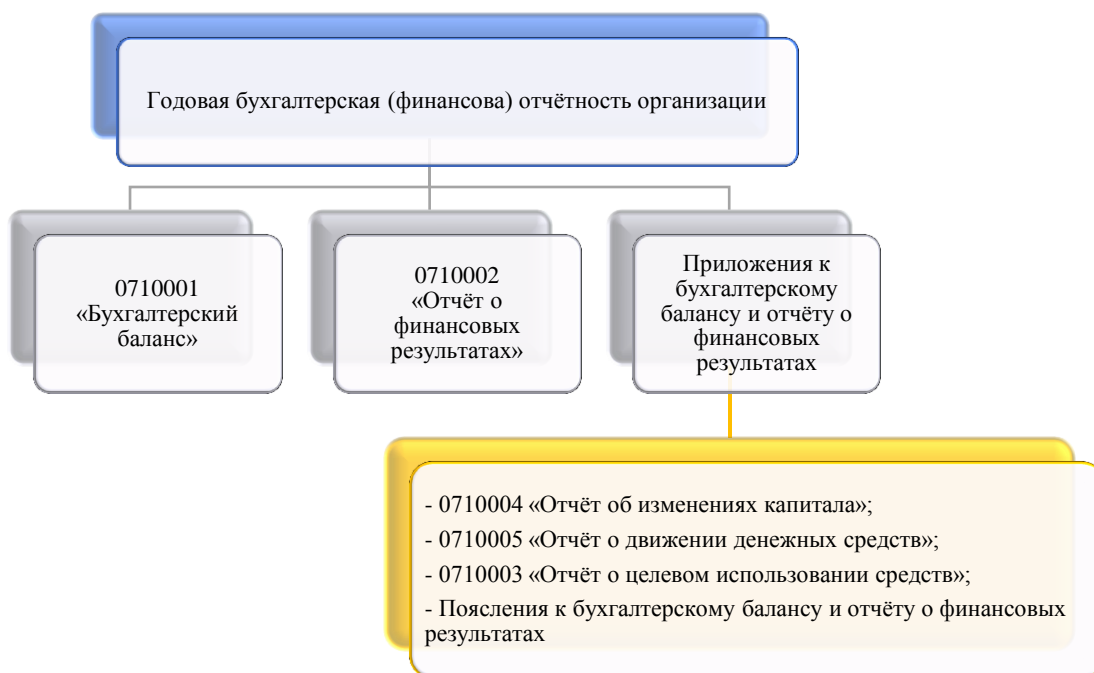 Годовая бухгалтерская (финансова) отчётность организации
0710001
«Бухгалтерский
баланс»
0710002
«Отчёт о
финансовых
результатах»
Приложения к
бухгалтерскому
балансу и отчёту о
финансовых
результатах
- 0710004 «Отчёт об изменениях капитала»;
- 0710005 «Отчёт о движении денежных средств»;
- 0710003 «Отчёт о целевом использовании средств»;
- Поясления к бухгалтерскому балансу и отчёту о финансовых
результатах